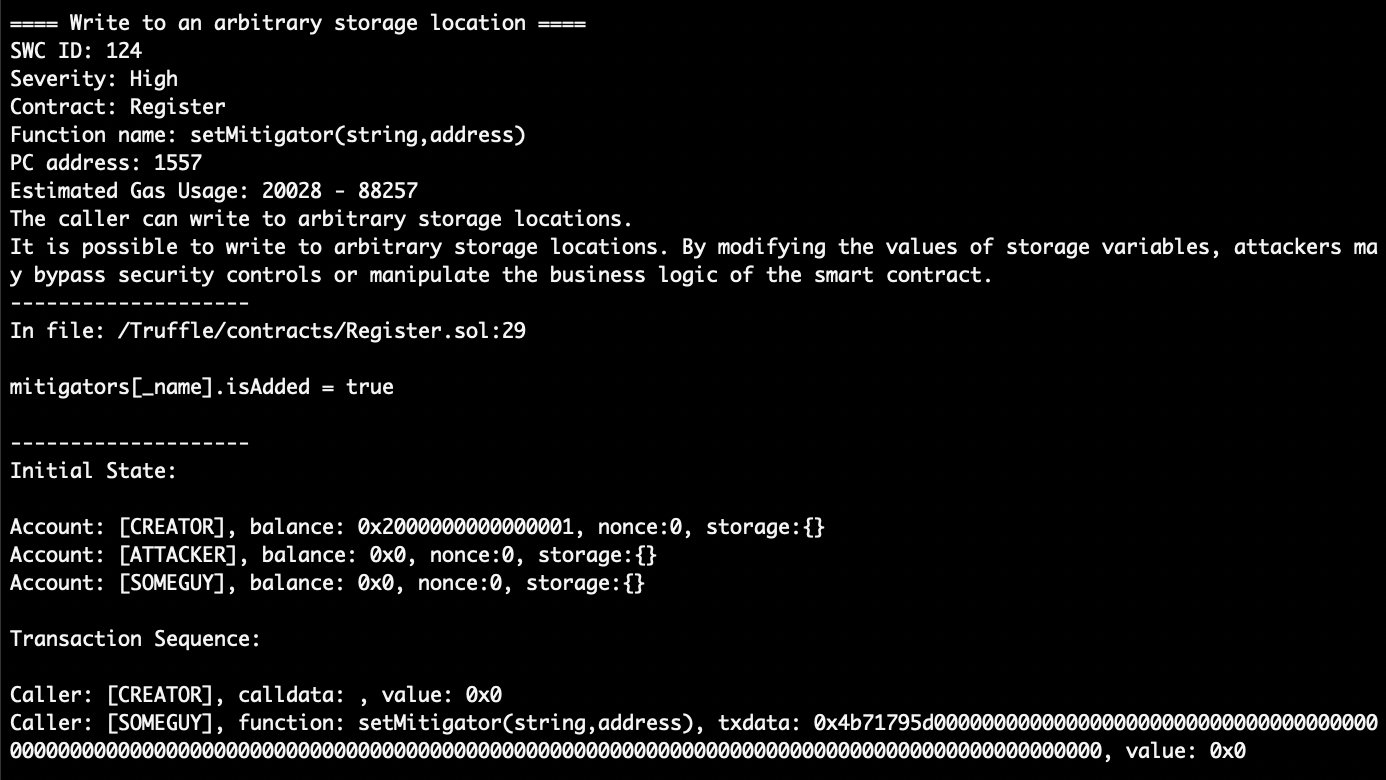 ==== Write to an arbitrary storage location ====
SWC ID: 124
Severity: High
Contract: Register
Function name: setMitigator(string,address)
PC address: 1557
Estimated Gas Usage: 20028 - 88257
The caller can write to arbitrary storage locations.
It is possible to write to arbitrary storage locations. By modifying the values of storage variables, attackers ma
y bypass security controls or manipulate the business logic of the smart contract.
--------------------
In file: /Truffle/contracts/Register.sol:29
mitigators[_name].isAdded = true
--------------------
Initial State:
Account: [CREATOR], balance: 0x2000000000000001, nonce:0, storage:{}
Account: [ATTACKER], balance: 0x0, nonce:0, storage:{}
Account: [SOMEGUY], balance: 0x0, nonce:0, storage:{}
Transaction Sequence:
Caller: [CREATOR], calldata: , value: 0x0
Caller: [SOMEGUY], function: setMitigator(string,address), txdata: 0x4b71795d0000000000000000000000000000000000000
0000000000000000000000000000000000000000000000000000000000000000000000000000000000000000000, value: 0x0